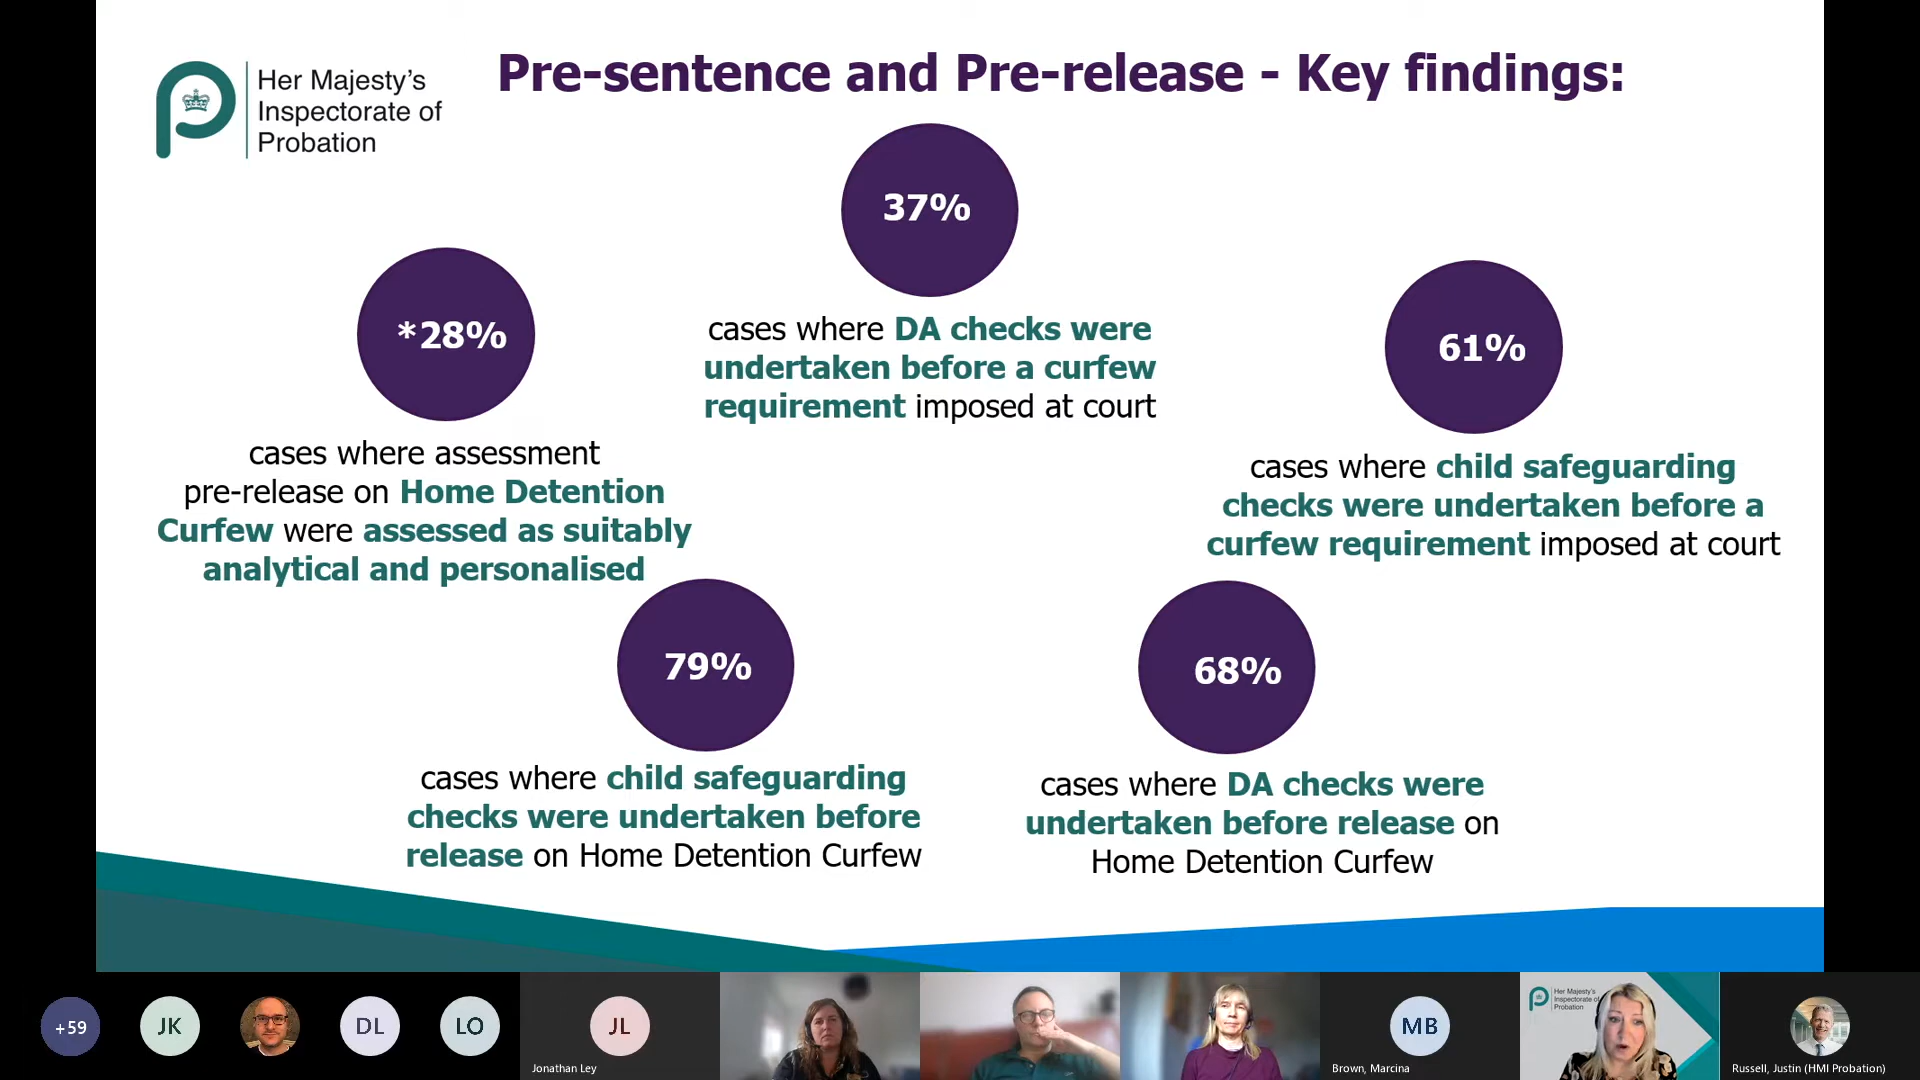 Her Majesty's
Inspectorate of
Probation
Pre-sentence and Pre-release - Key findings:
37%
cases where DA checks were
undertaken before a curfew
requirement imposed at court
*28%
cases where assessment
pre-release on Home Detention
Curfew were assessed as suitably
analytical and personalised
61%
cases where child safeguarding
checks were undertaken before a
curfew requirement imposed at court
79%
cases where child safeguarding
checks were undertaken before
release on Home Detention Curfew
68%
cases where DA checks were
undertaken before release on
Home Detention Curfew
+59
JK
DL
LO
JL
Jonathan Ley
MB
Brown, Marcina
Her Majesty's
Inspectorate of
Probation
Russell, Justin (HMI Probation)